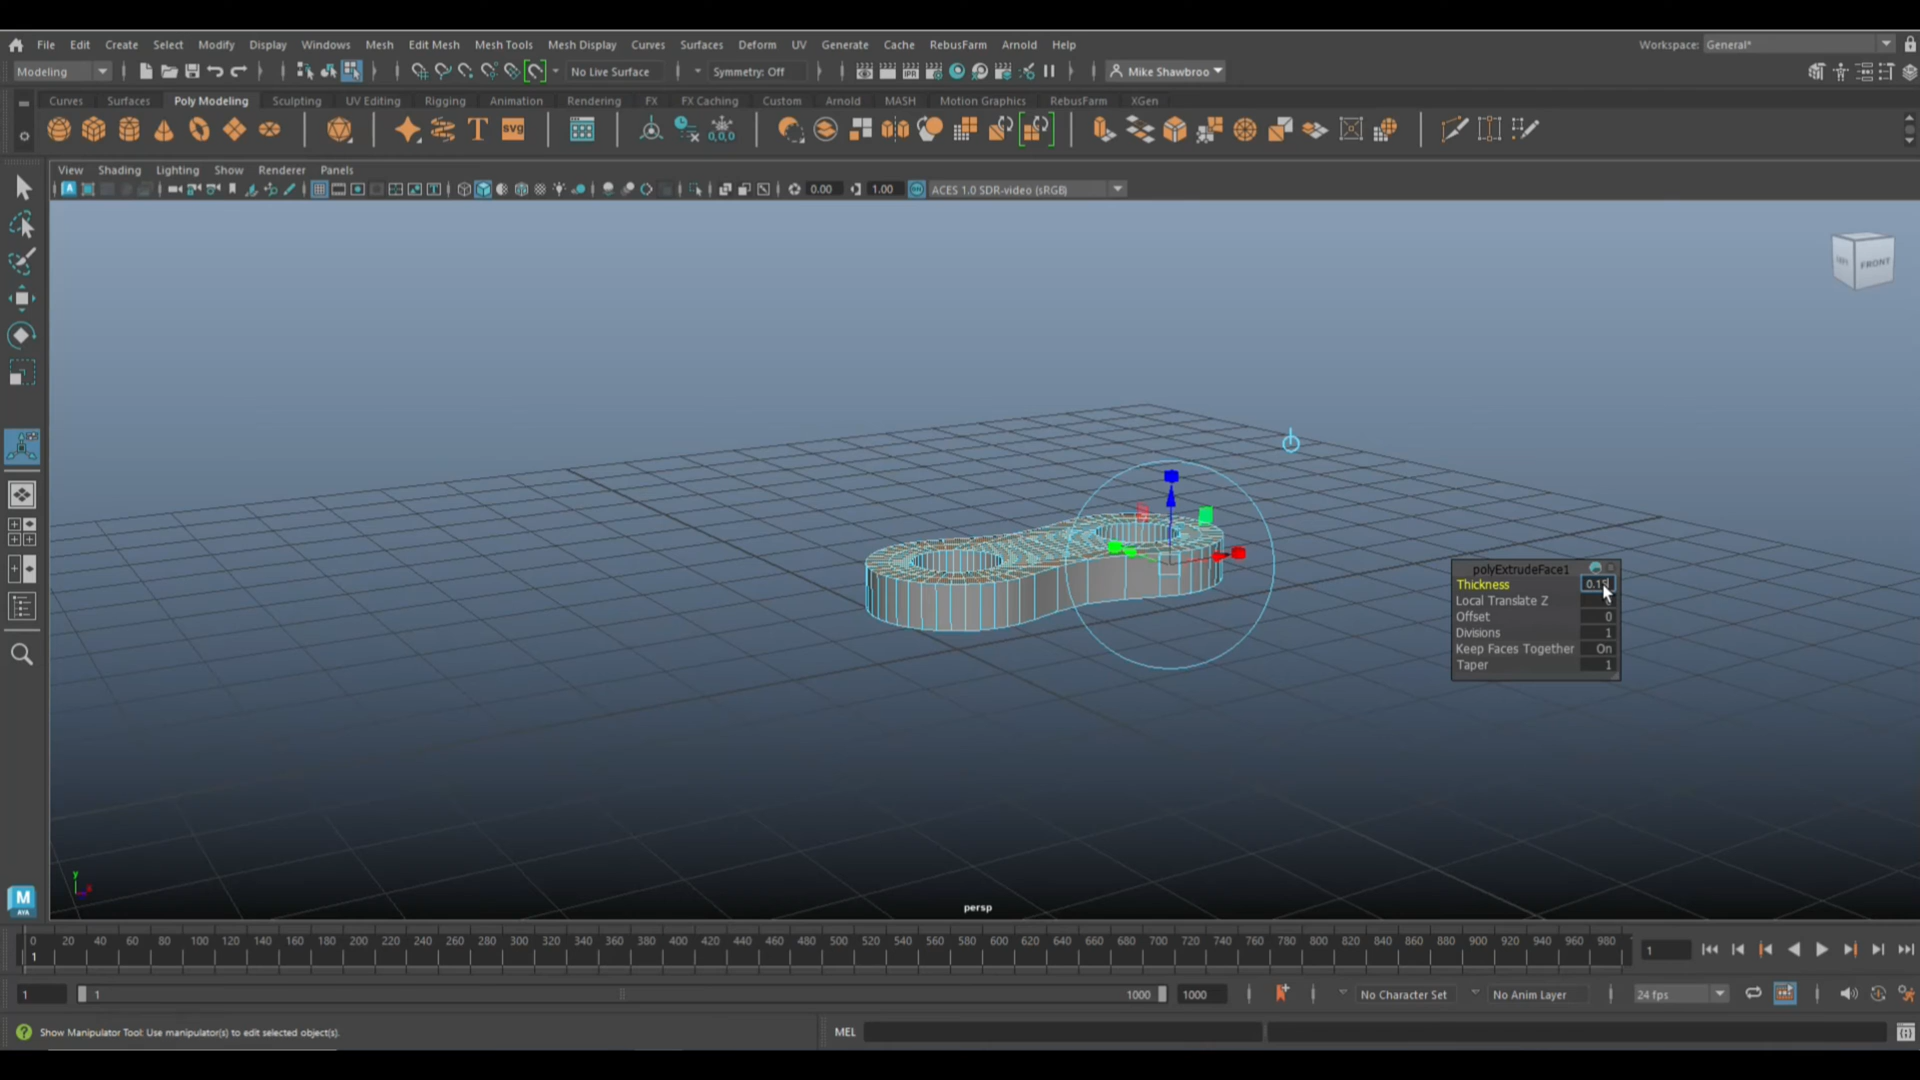 File Edit Create Select Modify Display Windows Mesh Edit Mesh Mesh Tools Mesh Display Curves Surfaces Deform UV Generate Cache RebusFarm Arnold Help Workspace: General*
Modeling No Live Surface Symmetry: Off Mike Shawbroo
Curves Surfaces Poly Modeling Sculpting UV Editing Rigging Animation Rendering FX FX Caching Custom Arnold MASH Motion Graphics RebusFarm XGen
T SVG 0,0,0
View Shading Lighting Show Renderer Panels
0.00 1.00 ACES 1.0 SDR-video (sRGB)
FRONT
polyExtrudeFace1
Thickness 0.15
Local Translate Z
Offset 0
Divisions 1
Keep Faces Together On
Taper 1
y
M
AYA
persp
0 20 40 60 80 100 120 140 160 180 200 220 240 260 280 300 320 340 360 380 400 420 440 460 480 500 520 540 560 580 600 620 640 660 680 700 720 740 760 780 800 820 840 860 880 900 920 940 960 980
1 1
1 1 1000 1000 No Character Set No Anim Layer 24 fps
Show Manipulator Tool: Use manipulator(s) to edit selected object(s). MEL